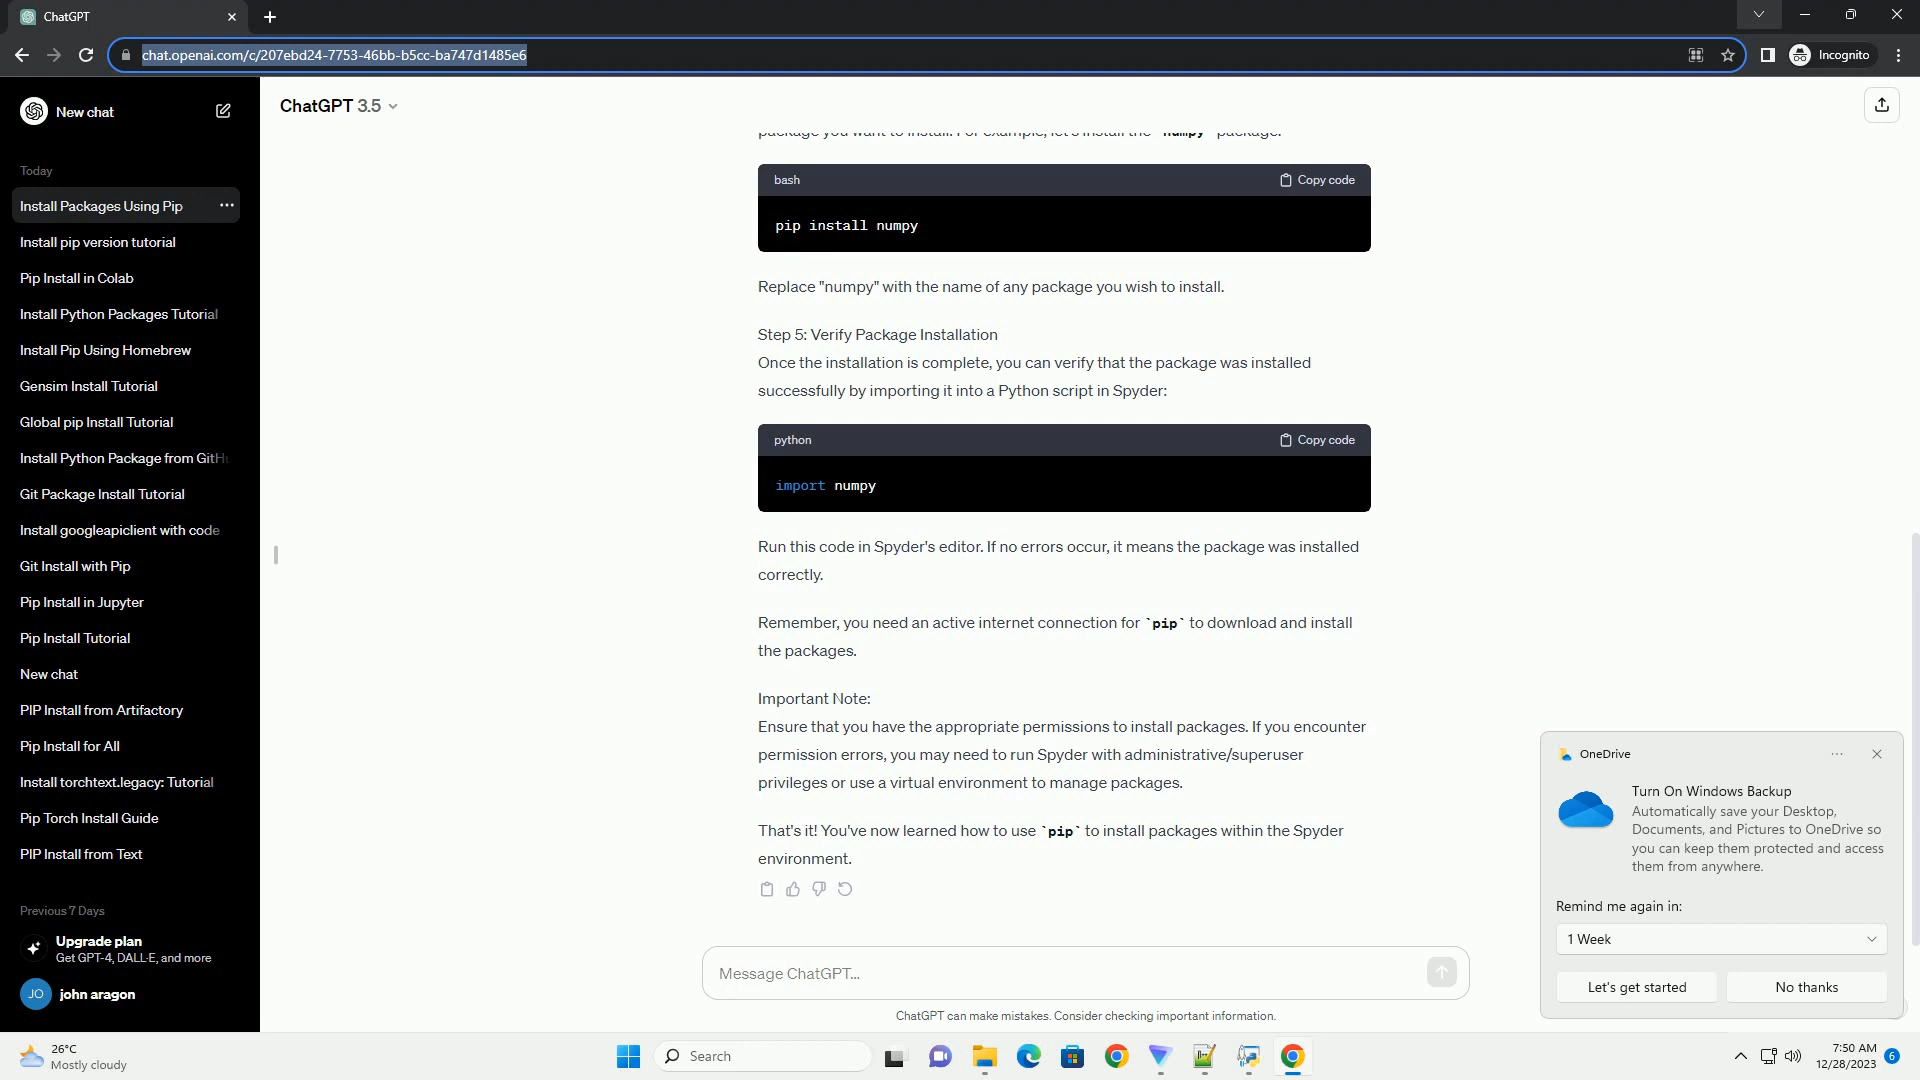 ChatGPT
chat.openai.com/c/207ebd24-7753-46bb-b5cc-ba747d1485e6
Incognito
New chat
Today
Install Packages Using Pip
Install pip version tutorial
Pip Install in Colab
Install Python Packages Tutorial
Install Pip Using Homebrew
Gensim Install Tutorial
Global pip Install Tutorial
Install Python Package from GitHu
Git Package Install Tutorial
Install googleapiclient with code
Git Install with Pip
Pip Install in Jupyter
Pip Install Tutorial
New chat
PIP Install from Artifactory
Pip Install for All
Install torchtext.legacy: Tutorial
Pip Torch Install Guide
PIP Install from Text
Previous 7 Days
Upgrade plan
Get GPT-4, DALL·E, and more
JO john aragon
ChatGPT 3.5
package you want to install. For example, let's install the `numpy` package:
bash Copy code
pip install numpy
Replace "numpy" with the name of any package you wish to install.
Step 5: Verify Package Installation
Once the installation is complete, you can verify that the package was installed
successfully by importing it into a Python script in Spyder:
python Copy code
import numpy
Run this code in Spyder's editor. If no errors occur, it means the package was installed
correctly.
Remember, you need an active internet connection for `pip` to download and install
the packages.
Important Note:
Ensure that you have the appropriate permissions to install packages. If you encounter
permission errors, you may need to run Spyder with administrative/superuser
privileges or use a virtual environment to manage packages.
That's it! You've now learned how to use `pip` to install packages within the Spyder
environment.
Message ChatGPT...
ChatGPT can make mistakes. Consider checking important information.
OneDrive
Turn On Windows Backup
Automatically save your Desktop,
Documents, and Pictures to OneDrive so
you can keep them protected and access
them from anywhere.
Remind me again in:
1 Week
Let's get started
No thanks
26°C
Mostly cloudy
Search
7:50 AM
12/28/2023
6